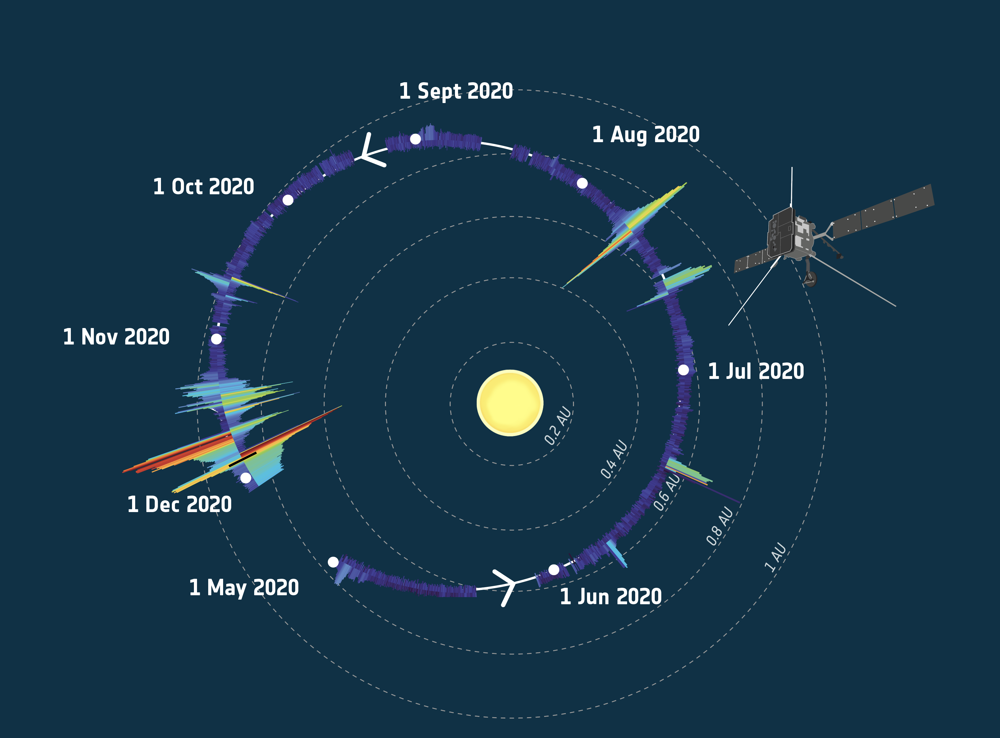 1 Sept 2020
1 Aug 2020
1 Oct 2020
1 Nov 2020
1 Jul 2020
0.2 AU
0.4 AU
0.6 AU
0.8 AU
1 AU
1 Dec 2020
1 May 2020
1 Jun 2020